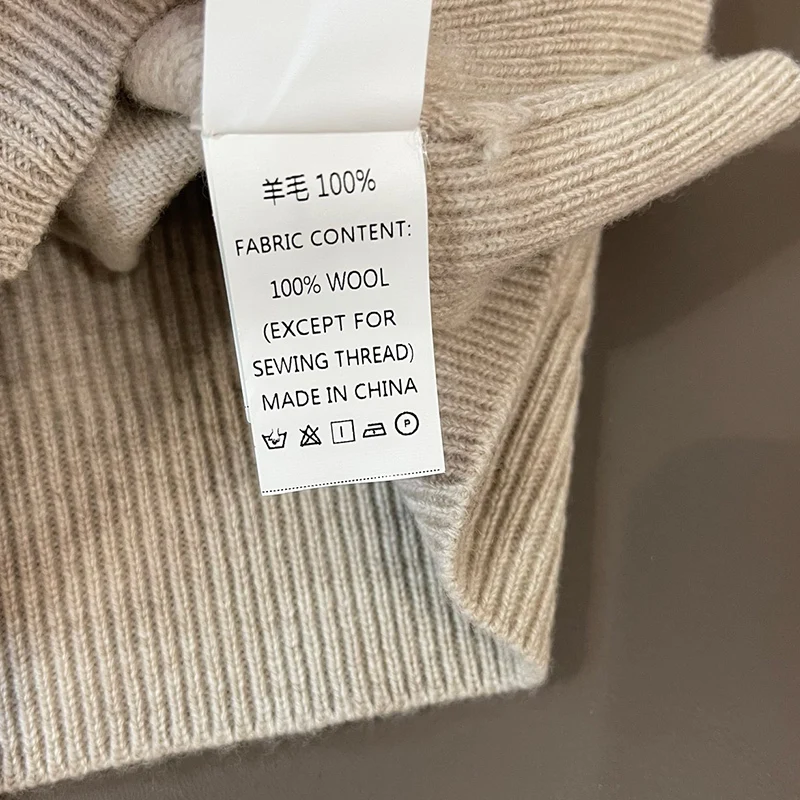 羊毛 100%
FABRIC CONTENT:
100% WOOL
(EXCEPT FOR
SEWING THREAD)
MADE IN CHINA
P